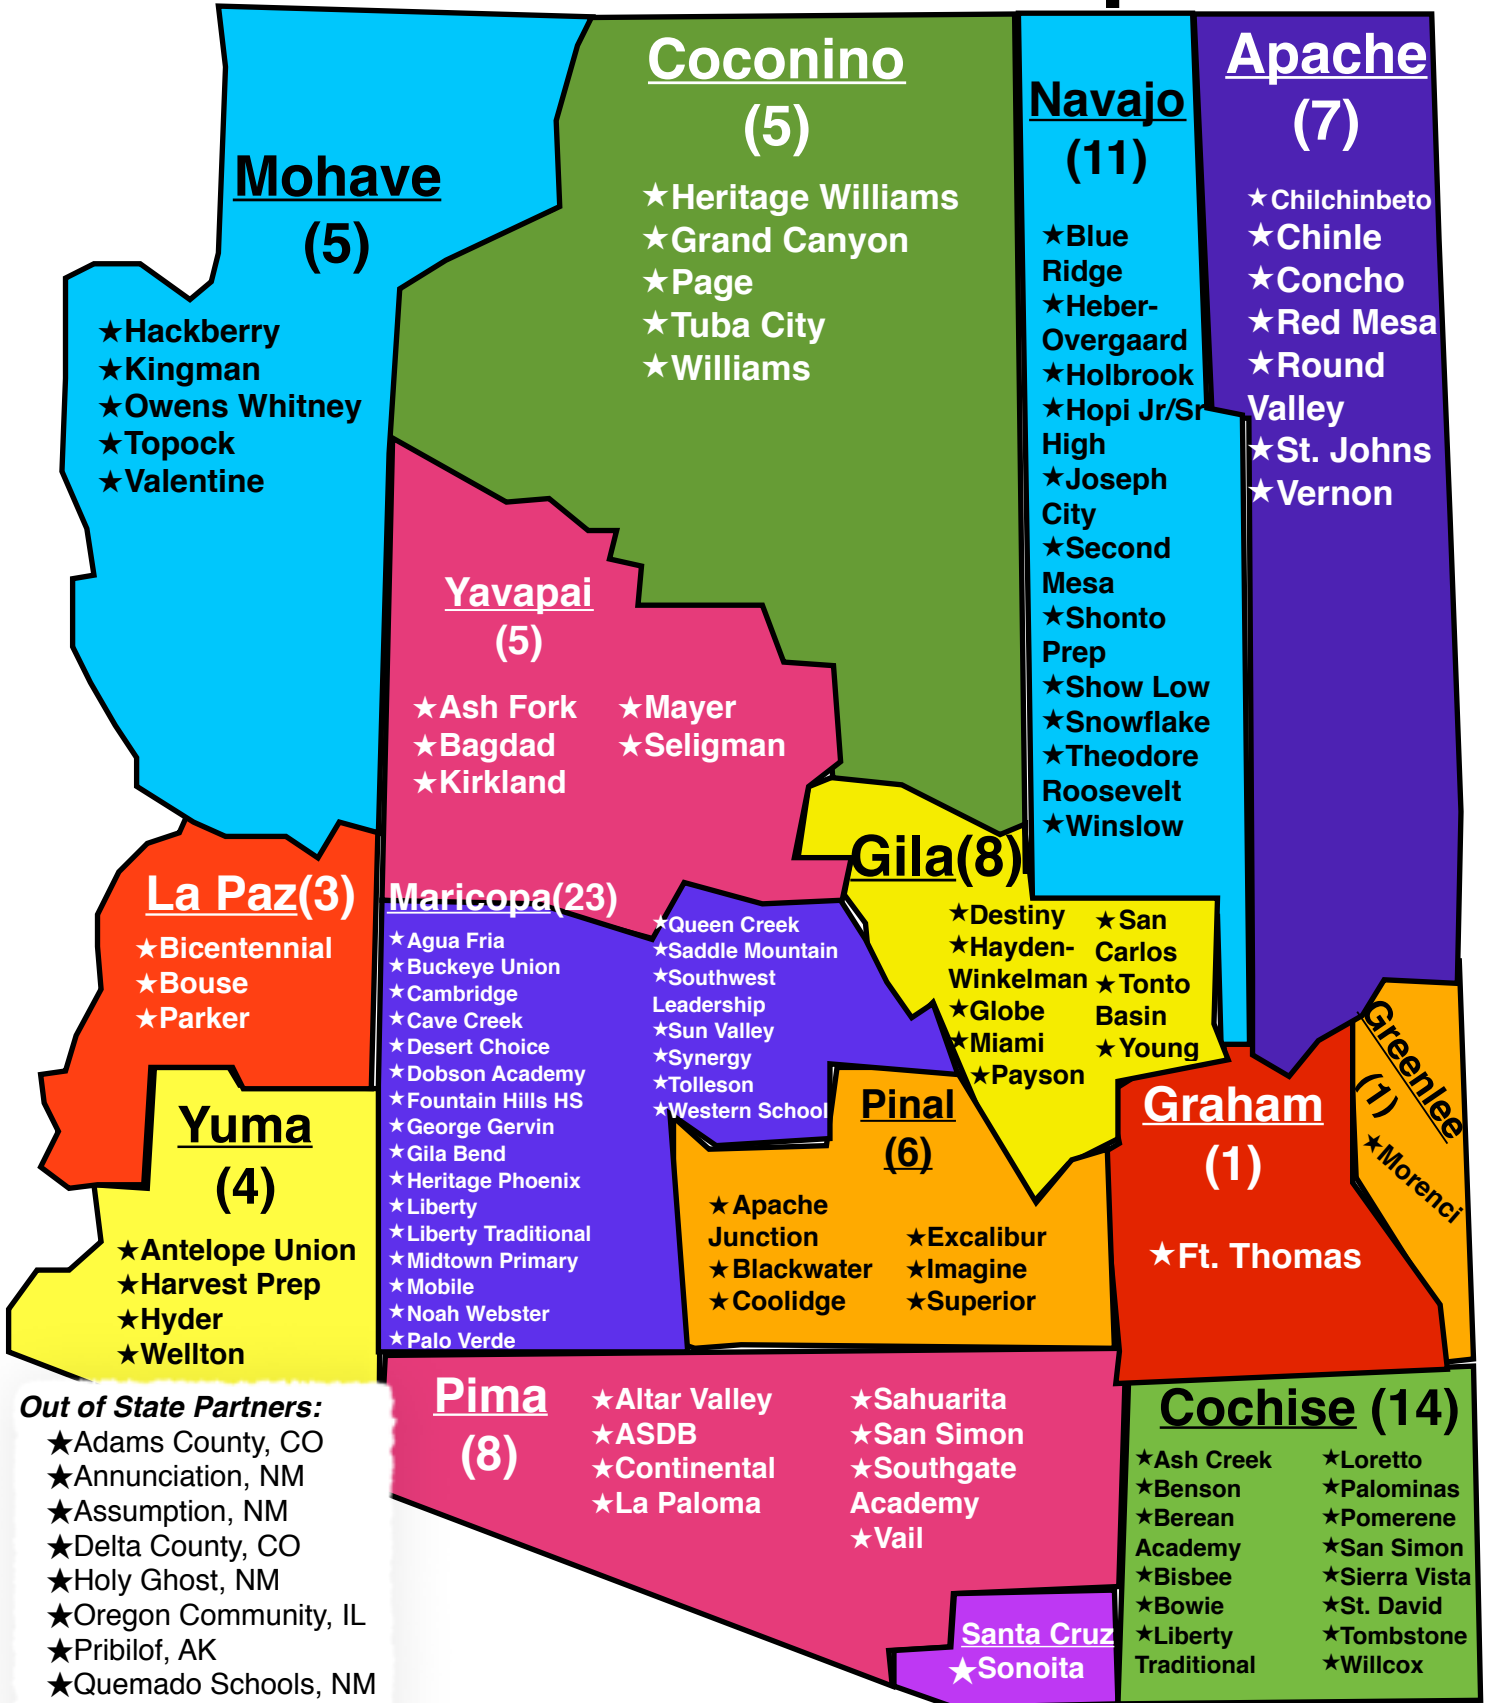 Mohave
(5)
★Hackberry
★Kingman
★Owens Whitney
★Topock
★Valentine
Coconino
(5)
★Heritage Williams
★Grand Canyon
★Page
★Tuba City
★Williams
Navajo
(11)
★Blue
Ridge
★Heber-
Overgaard
★Holbrook
★Hopi Jr/Sr
High
★Joseph
City
★Second
Mesa
★Shonto
Prep
★Show Low
★Snowflake
★Theodore
Roosevelt
★Winslow
Apache
(7)
★Chilchinbeto
★Chinle
★Concho
★Red Mesa
★Round
Valley
★St. Johns
★Vernon
Yavapai
(5)
★Ash Fork
★Bagdad
★Kirkland
★Mayer
★Seligman
La Paz(3)
★Bicentennial
★Bouse
★Parker
Maricopa(23)
★Agua Fria
★Buckeye Union
★Cambridge
★Cave Creek
★Desert Choice
★Dobson Academy
★Fountain Hills HS
★George Gervin
★Gila Bend
★Heritage Phoenix
★Liberty
★Liberty Traditional
★Midtown Primary
★Mobile
★Noah Webster
★Palo Verde
★Queen Creek
★Saddle Mountain
★Southwest
Leadership
★Sun Valley
★Synergy
★Tolleson
★Western School
Gila(8)
★Destiny
★Hayden-
Winkelman
★Globe
★Miami
★Payson
★San
Carlos
★Tonto
Basin
★Young
Yuma
(4)
★Antelope Union
★Harvest Prep
★Hyder
★Wellton
Pinal
(6)
★Apache
Junction
★Blackwater
★Coolidge
★Excalibur
★Imagine
★Superior
Graham
(1)
★Ft. Thomas
Greenlee
(1)
★Morenci
Pima
(8)
★Altar Valley
★ASDB
★Continental
★La Paloma
★Sahuarita
★San Simon
★Southgate
Academy
★Vail
Cochise (14)
★Ash Creek
★Benson
★Berean
Academy
★Bisbee
★Bowie
★Liberty
Traditional
★Loretto
★Palominas
★Pomerene
★San Simon
★Sierra Vista
★St. David
★Tombstone
★Willcox
Santa Cruz
★Sonoita
Out of State Partners:
★Adams County, CO
★Annunciation, NM
★Assumption, NM
★Delta County, CO
★Holy Ghost, NM
★Oregon Community, IL
★Pribilof, AK
★Quemado Schools, NM